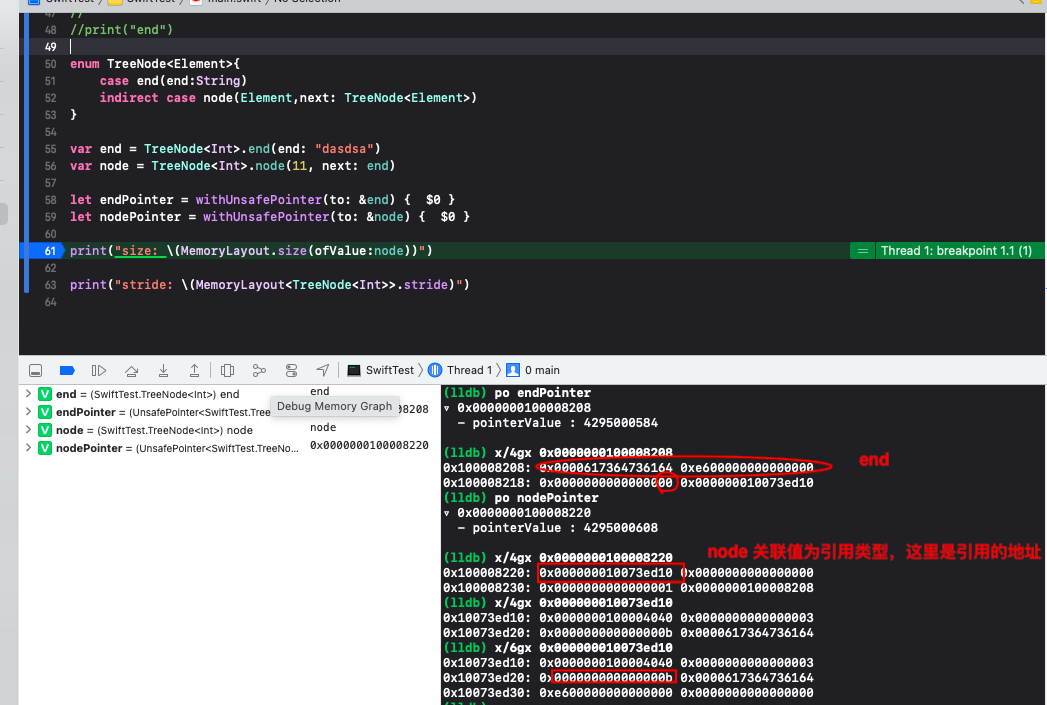 SwiftTest
SwiftTest
main.swift
No Selection
47 //
48 //print("end")
49
50 enum TreeNode<Element>{
51 case end(end:String)
52 indirect case node(Element,next: TreeNode<Element>)
53 }
54
55 var end = TreeNode<Int>.end(end: "dasdsa")
56 var node = TreeNode<Int>.node(11, next: end)
57
58 let endPointer = withUnsafePointer(to: &end) { $0 }
59 let nodePointer = withUnsafePointer(to: &node) { $0 }
60
61 print("size: \(MemoryLayout.size(ofValue:node))") = Thread 1: breakpoint 1.1 (1)
62
63 print("stride: \(MemoryLayout<TreeNode<Int>>.stride)")
64
SwiftTest Thread 1 0 main
end = (SwiftTest.TreeNode<Int>) end end
endPointer = (UnsafePointer<SwiftTest.Tree 08208
Debug Memory Graph
node = (SwiftTest.TreeNode<Int>) node node
nodePointer = (UnsafePointer<SwiftTest.TreeNo... 0x0000000100008220
(lldb) po endPointer
▿ 0x0000000100008208
- pointerValue : 4295000584
(lldb) x/4gx 0x0000000100008208
0x100008208: 0x0000617364736164 0xe600000000000000
end
0x100008218: 0x0000000000000000 0x000000010073ed10
(lldb) po nodePointer
▿ 0x0000000100008220
- pointerValue : 4295000608
node 关联值为引用类型，这里是引用的地址
(lldb) x/4gx 0x0000000100008220
0x100008220: 0x000000010073ed10 0x0000000000000000
0x100008230: 0x0000000000000001 0x0000000100008208
(lldb) x/4gx 0x000000010073ed10
0x10073ed10: 0x0000000100004040 0x0000000000000003
0x10073ed20: 0x000000000000000b 0x0000617364736164
(lldb) x/6gx 0x000000010073ed10
0x10073ed10: 0x0000000100004040 0x0000000000000003
0x10073ed20: 0x000000000000000b 0x0000617364736164
0x10073ed30: 0xe600000000000000 0x0000000000000000